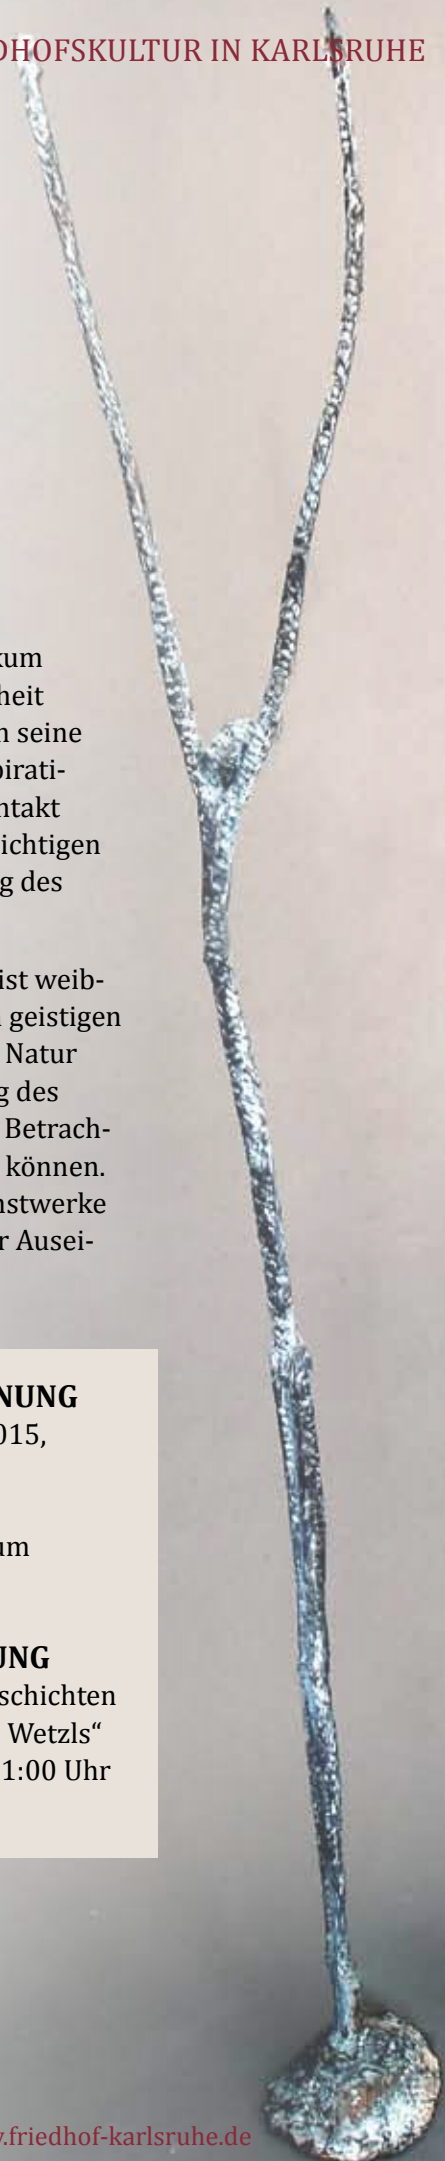 DHOFSKULTUR IN KARLSRUHE
kum
heit
n seine
pirati-
ntakt
ichtigen
g des
ist weib-
n geistigen
Natur
g des
Betrach-
können.
nstwerke
r Ausei-
NUNG
015,
um
UNG
schichten
Wetzls“
1:00 Uhr
.friedhof-karlsruhe.de